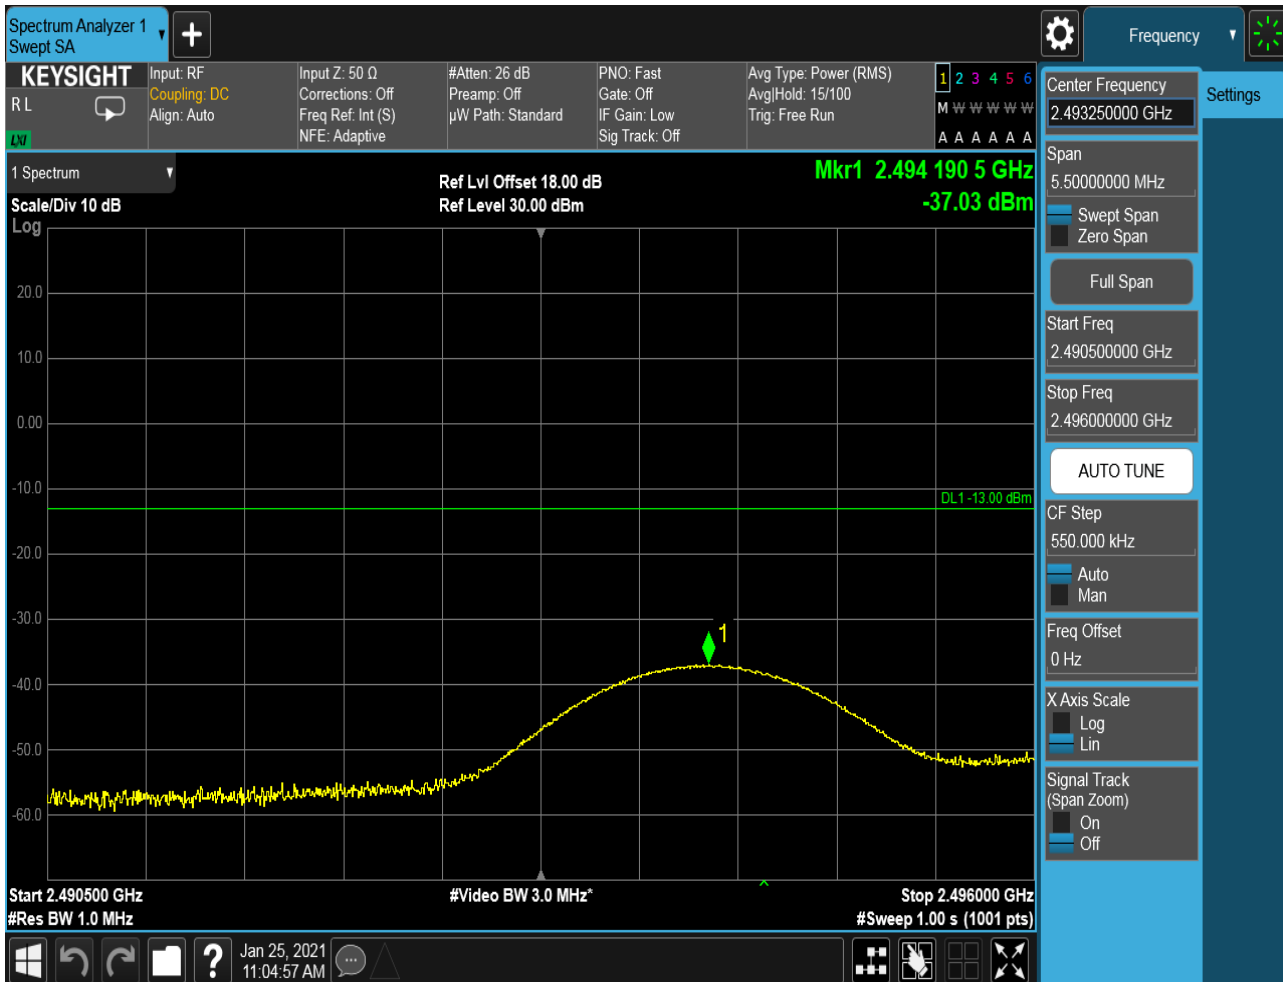 Spectrum Analyzer 1
Swept SA
Frequency
KEYSIGHT
R L
LXI
Input: RF
Coupling: DC
Align: Auto
Input Z: 50 Ω
Corrections: Off
Freq Ref: Int (S)
NFE: Adaptive
#Atten: 26 dB
Preamp: Off
µW Path: Standard
PNO: Fast
Gate: Off
IF Gain: Low
Sig Track: Off
Avg Type: Power (RMS)
Avg|Hold: 15/100
Trig: Free Run
1 2 3 4 5 6
M W W W W W
A A A A A A
1 Spectrum
Scale/Div 10 dB
Log
Ref Lvl Offset 18.00 dB
Ref Level 30.00 dBm
Mkr1 2.494 190 5 GHz
-37.03 dBm
20.0
10.0
0.00
-10.0
DL1 -13.00 dBm
-20.0
-30.0
1
-40.0
-50.0
-60.0
Start 2.490500 GHz
#Video BW 3.0 MHz*
Stop 2.496000 GHz
#Res BW 1.0 MHz
#Sweep 1.00 s (1001 pts)
Center Frequency
2.493250000 GHz
Settings
Span
5.50000000 MHz
Swept Span
Zero Span
Full Span
Start Freq
2.490500000 GHz
Stop Freq
2.496000000 GHz
AUTO TUNE
CF Step
550.000 kHz
Auto
Man
Freq Offset
0 Hz
X Axis Scale
Log
Lin
Signal Track
(Span Zoom)
On
Off
?
Jan 25, 2021
11:04:57 AM